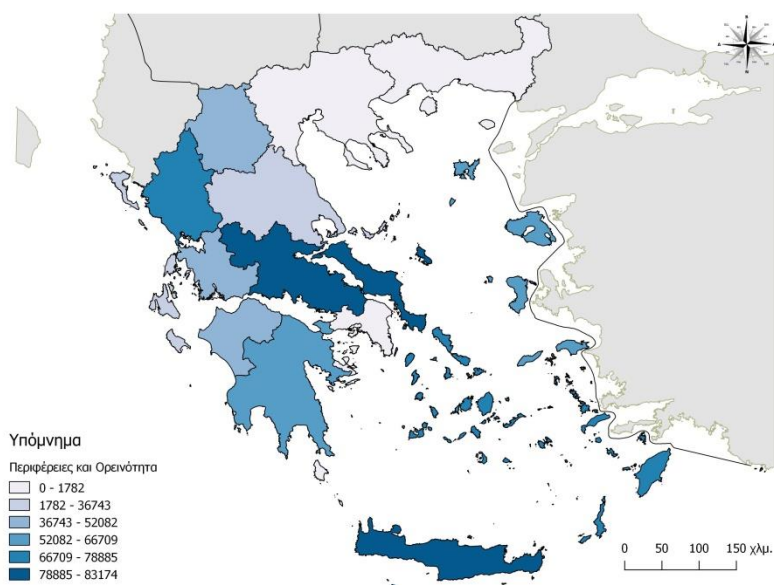 Υπόμνημα
Περιφέρειες και Ορεινότητα
0 - 1782
1782 - 36743
36743 - 52082
52082 - 66709
66709 - 78885
78885 - 83174
0 50 100 150 χλμ.